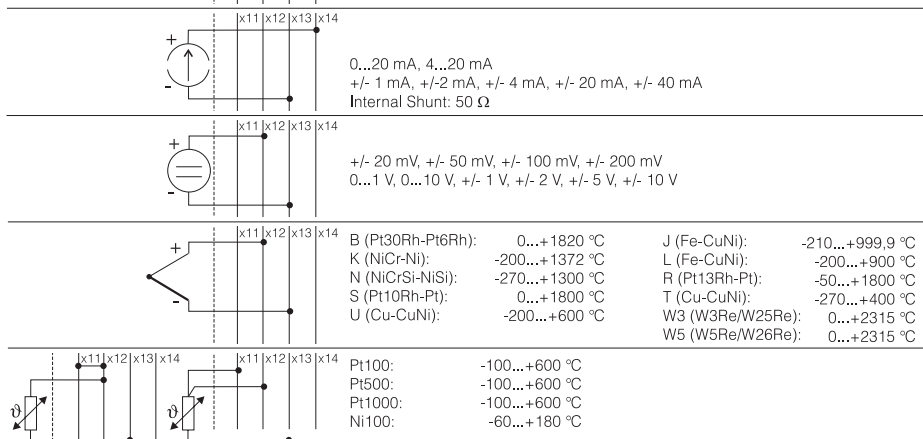 x11 x12 x13 x14
+
-
0...20 mA, 4...20 mA
+/- 1 mA, +/-2 mA, +/- 4 mA, +/- 20 mA, +/- 40 mA
Internal Shunt: 50 Ω
x11 x12 x13 x14
+
-
+/- 20 mV, +/- 50 mV, +/- 100 mV, +/- 200 mV
0...1 V, 0...10 V, +/- 1 V, +/- 2 V, +/- 5 V, +/- 10 V
x11 x12 x13 x14
+
-
B (Pt30Rh-Pt6Rh): 0...+1820 °C J (Fe-CuNi): -210...+999,9 °C
K (NiCr-Ni): -200...+1372 °C L (Fe-CuNi): -200...+900 °C
N (NiCrSi-NiSi): -270...+1300 °C R (Pt13Rh-Pt): -50...+1800 °C
S (Pt10Rh-Pt): 0...+1800 °C T (Cu-CuNi): -270...+400 °C
U (Cu-CuNi): -200...+600 °C W3 (W3Re/W25Re): 0...+2315 °C
W5 (W5Re/W26Re): 0...+2315 °C
x11 x12 x13 x14 x11 x12 x13 x14
ϑ ϑ
Pt100: -100...+600 °C
Pt500: -100...+600 °C
Pt1000: -100...+600 °C
Ni100: -60...+180 °C